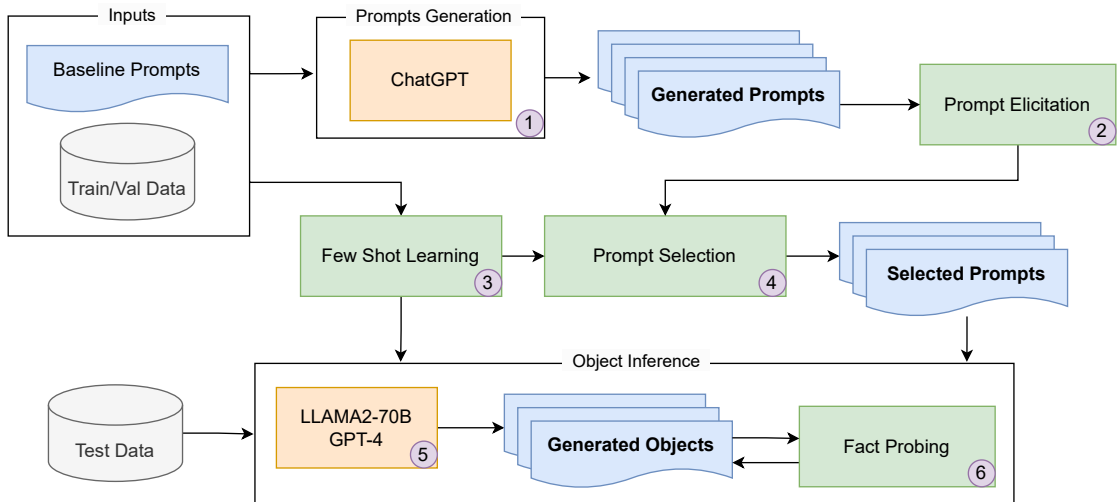 Inputs
Prompts Generation
Baseline Prompts
ChatGPT
1
Generated Prompts
Prompt Elicitation
2
Train/Val Data
Few Shot Learning
3
Prompt Selection
4
Selected Prompts
Object Inference
Test Data
LLAMA2-70B
GPT-4
5
Generated Objects
Fact Probing
6